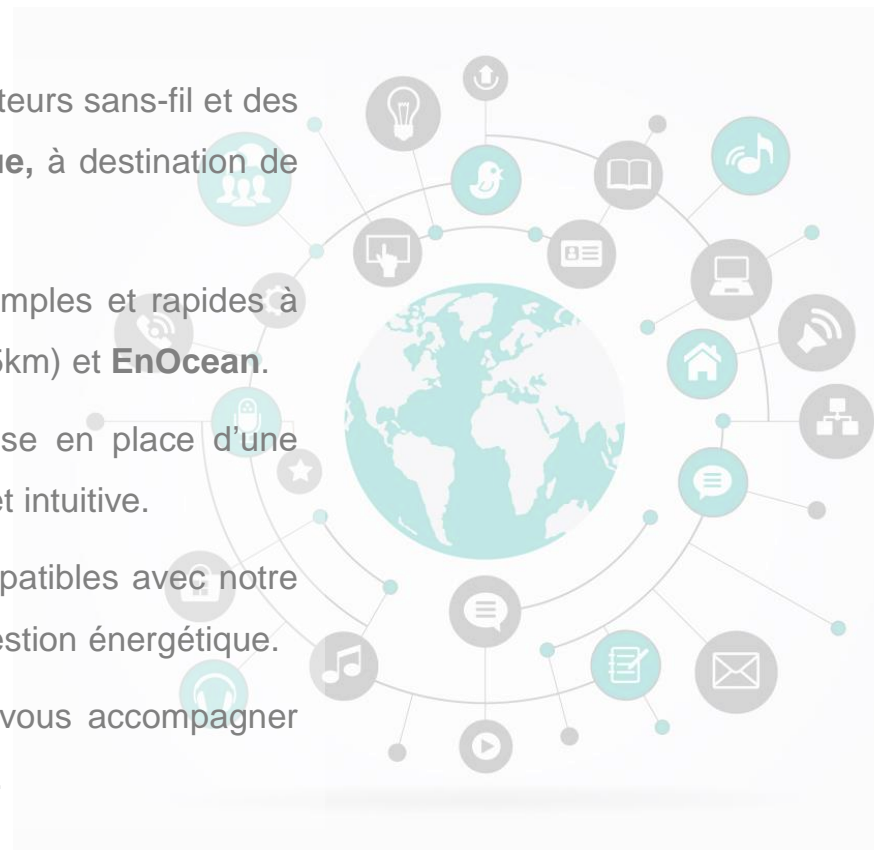 teurs sans-fil et des
ue, à destination de
mples et rapides à
5km) et EnOcean.
ise en place d’une
et intuitive.
patibles avec notre
estion énergétique.
vous accompagner